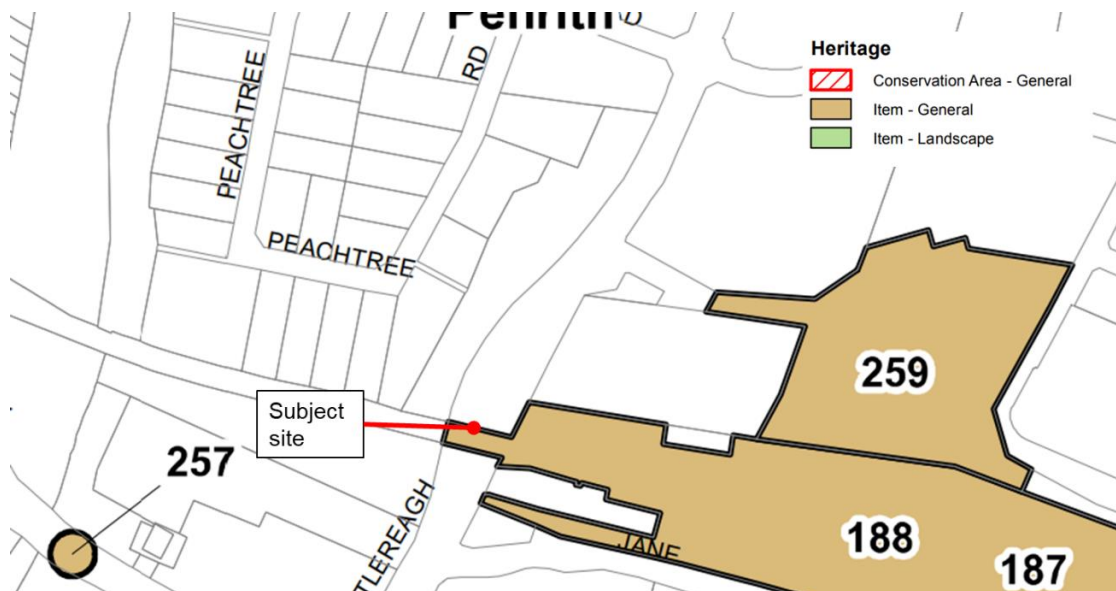 Penrith
RD
PEACHTREE
PEACHTREE
Heritage
Conservation Area - General
Item - General
Item - Landscape
259
Subject
site
257
TLEREAGH
JANE
188
187